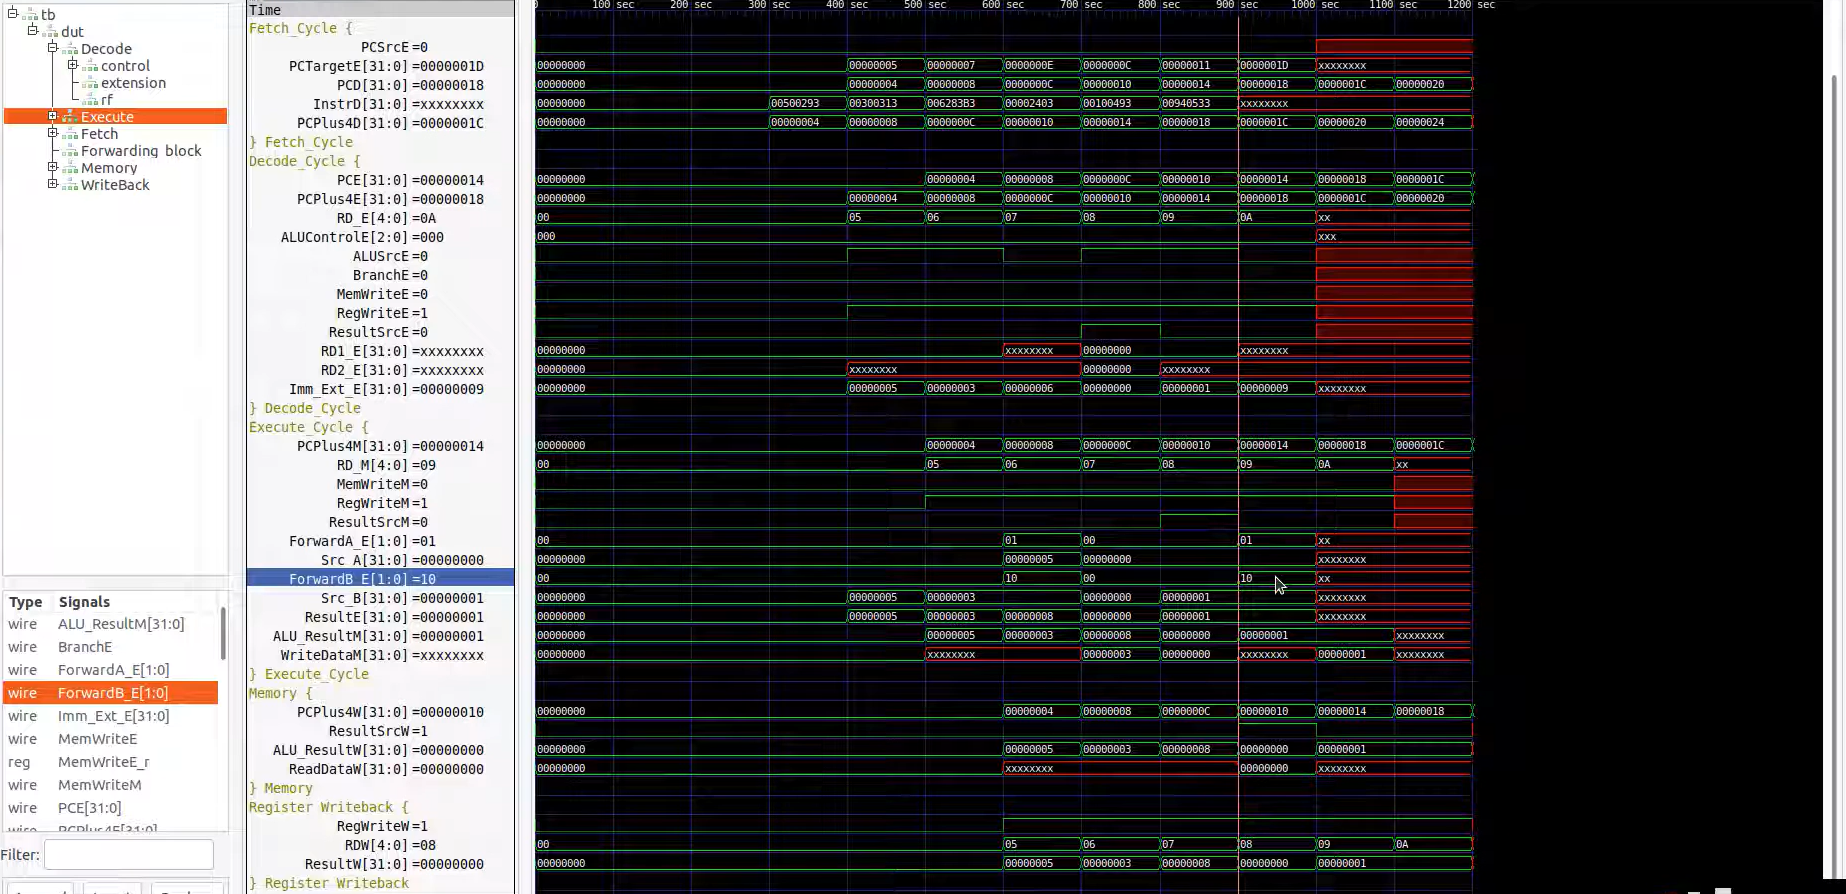 tb
dut
Decode
control
extension
rf
Execute
Fetch
Forwarding_block
Memory
WriteBack
Type Signals
wire ALU_ResultM[31:0]
wire BranchE
wire ForwardA_E[1:0]
wire ForwardB_E[1:0]
wire Imm_Ext_E[31:0]
wire MemWriteE
reg MemWriteE_r
wire MemWriteM
wire PCE[31:0]
wire PCPlus4E[31:0]
Filter:
Time
0 100 sec 200 sec 300 sec 400 sec 500 sec 600 sec 700 sec 800 sec 900 sec 1000 sec 1100 sec 1200 sec
Fetch_Cycle {
PCSrcE=0
PCTargetE[31:0]=0000001D 00000000 00000005 00000007 0000000E 0000000C 00000011 0000001D xxxxxxxx
PCD[31:0]=00000018 00000000 00000004 00000008 0000000C 00000010 00000014 00000018 0000001C 00000020
InstrD[31:0]=xxxxxxxx 00000000 00500293 00300313 006283B3 00002403 00100493 00940533 xxxxxxxx
PCPlus4D[31:0]=0000001C 00000000 00000004 00000008 0000000C 00000010 00000014 00000018 0000001C 00000020 00000024
} Fetch_Cycle
Decode_Cycle {
PCE[31:0]=00000014 00000000 00000004 00000008 0000000C 00000010 00000014 00000018 0000001C
PCPlus4E[31:0]=00000018 00000000 00000004 00000008 0000000C 00000010 00000014 00000018 0000001C 00000020
RD_E[4:0]=0A 00 05 06 07 08 09 0A xx
ALUControlE[2:0]=000 000 xxx
ALUSrcE=0
BranchE=0
MemWriteE=0
RegWriteE=1
ResultSrcE=0
RD1_E[31:0]=xxxxxxxx 00000000 xxxxxxxx 00000000 xxxxxxxx
RD2_E[31:0]=xxxxxxxx 00000000 xxxxxxxx 00000000 xxxxxxxx
Imm_Ext_E[31:0]=00000009 00000000 00000005 00000003 00000006 00000000 00000001 00000009 xxxxxxxx
} Decode_Cycle
Execute_Cycle {
PCPlus4M[31:0]=00000014 00000000 00000004 00000008 0000000C 00000010 00000014 00000018 0000001C
RD_M[4:0]=09 00 05 06 07 08 09 0A xx
MemWriteM=0
RegWriteM=1
ResultSrcM=0
ForwardA_E[1:0]=01 00 01 00 01 xx
Src_A[31:0]=00000000 00000000 00000005 00000000 xxxxxxxx
ForwardB_E[1:0]=10 00 10 00 10 xx
Src_B[31:0]=00000001 00000000 00000005 00000003 00000000 00000001 xxxxxxxx
ResultE[31:0]=00000001 00000000 00000005 00000003 00000008 00000000 00000001 xxxxxxxx
ALU_ResultM[31:0]=00000001 00000000 00000005 00000003 00000008 00000000 00000001 xxxxxxxx
WriteDataM[31:0]=xxxxxxxx 00000000 xxxxxxxx 00000003 00000000 xxxxxxxx 00000001 xxxxxxxx
} Execute_Cycle
Memory {
PCPlus4W[31:0]=00000010 00000000 00000004 00000008 0000000C 00000010 00000014 00000018
ResultSrcW=1
ALU_ResultW[31:0]=00000000 00000000 00000005 00000003 00000008 00000000 00000001
ReadDataW[31:0]=00000000 00000000 xxxxxxxx 00000000 xxxxxxxx
} Memory
Register Writeback {
RegWriteW=1
RDW[4:0]=08 00 05 06 07 08 09 0A
ResultW[31:0]=00000000 00000000 00000005 00000003 00000008 00000000 00000001
} Register Writeback